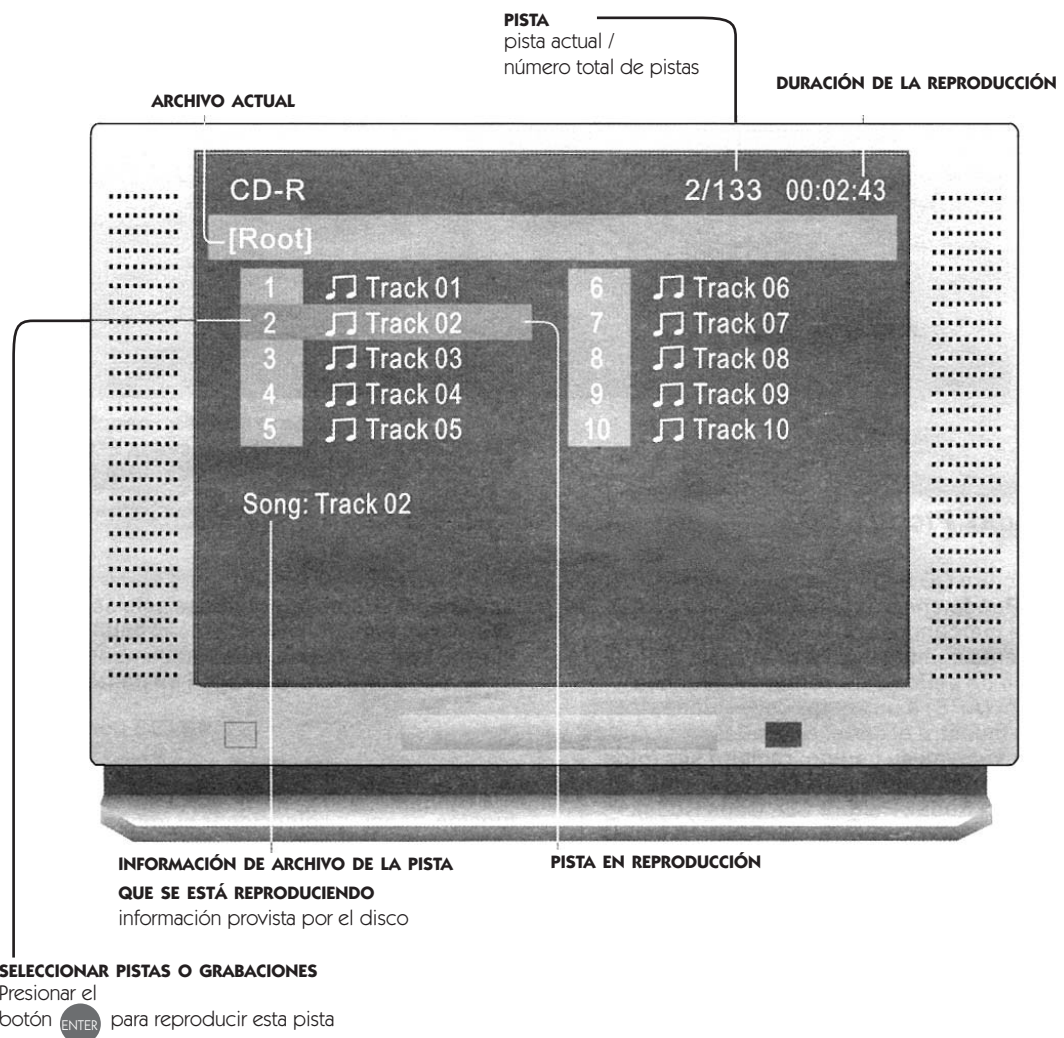 PISTA
pista actual /
número total de pistas
DURACIÓN DE LA REPRODUCCIÓN
ARCHIVO ACTUAL
CD-R 2/133 00:02:43
[Root]
1 Track 01 6 Track 06
2 Track 02 7 Track 07
3 Track 03 8 Track 08
4 Track 04 9 Track 09
5 Track 05 10 Track 10
Song: Track 02
INFORMACIÓN DE ARCHIVO DE LA PISTA
QUE SE ESTÁ REPRODUCIENDO
información provista por el disco
PISTA EN REPRODUCCIÓN
SELECCIONAR PISTAS O GRABACIONES
Presionar el
botón ENTER para reproducir esta pista